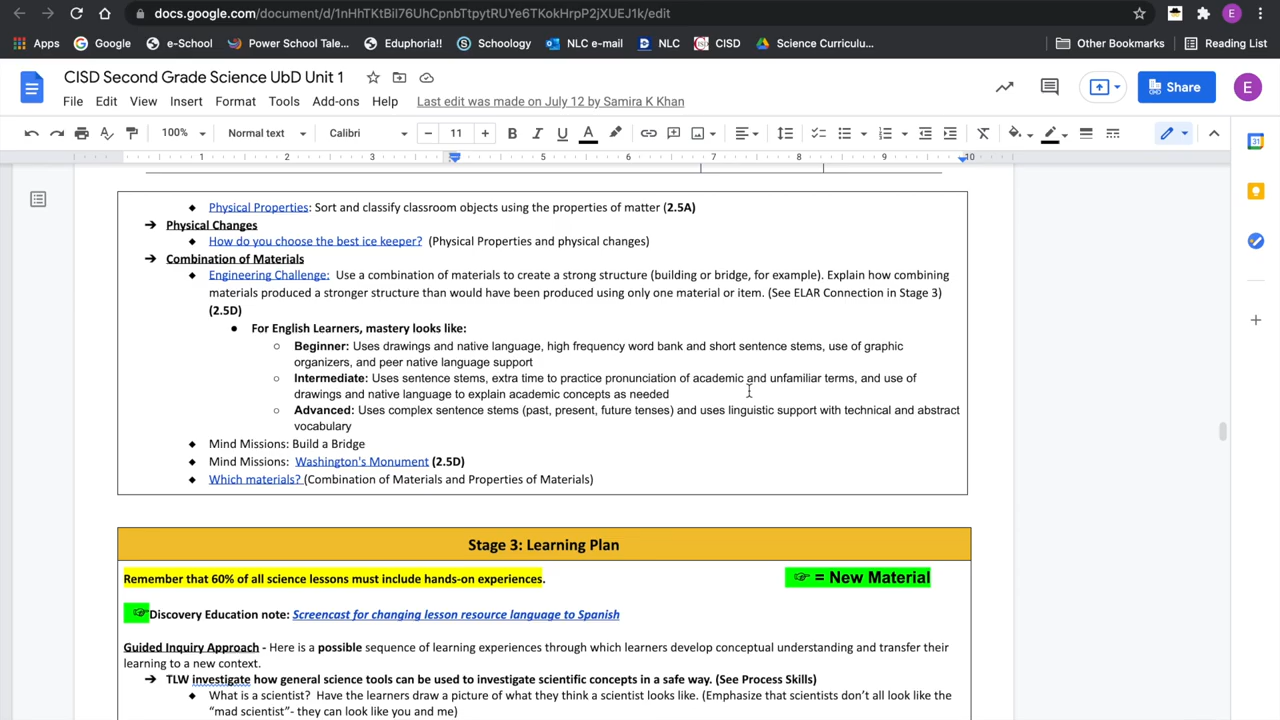 docs.google.com/document/d/1nHhTKtBil76UhCpnbTtpytRUYe6TKokHrpP2jXUEJ1k/edit
E
Apps Google e-School Power School Tale... Eduphoria!! Schoology NLC e-mail NLC CISD Science Curriculu... Other Bookmarks Reading List
CISD Second Grade Science UbD Unit 1
File Edit View Insert Format Tools Add-ons Help Last edit was made on July 12 by Samira K Khan
Share
E
100% Normal text Calibri − 11 + B I U A
1 2 3 5 6 7 8 9 10
◆ Physical Properties: Sort and classify classroom objects using the properties of matter (2.5A)
➔ Physical Changes
◆ How do you choose the best ice keeper? (Physical Properties and physical changes)
➔ Combination of Materials
◆ Engineering Challenge: Use a combination of materials to create a strong structure (building or bridge, for example). Explain how combining
materials produced a stronger structure than would have been produced using only one material or item. (See ELAR Connection in Stage 3)
(2.5D)
● For English Learners, mastery looks like:
○ Beginner: Uses drawings and native language, high frequency word bank and short sentence stems, use of graphic
organizers, and peer native language support
○ Intermediate: Uses sentence stems, extra time to practice pronunciation of academic and unfamiliar terms, and use of
drawings and native language to explain academic concepts as needed
○ Advanced: Uses complex sentence stems (past, present, future tenses) and uses linguistic support with technical and abstract
vocabulary
◆ Mind Missions: Build a Bridge
◆ Mind Missions: Washington's Monument (2.5D)
◆ Which materials? (Combination of Materials and Properties of Materials)
Stage 3: Learning Plan
Remember that 60% of all science lessons must include hands-on experiences.
☞ = New Material
☞Discovery Education note: Screencast for changing lesson resource language to Spanish
Guided Inquiry Approach - Here is a possible sequence of learning experiences through which learners develop conceptual understanding and transfer their
learning to a new context.
➔ TLW investigate how general science tools can be used to investigate scientific concepts in a safe way. (See Process Skills)
◆ What is a scientist? Have the learners draw a picture of what they think a scientist looks like. (Emphasize that scientists don’t all look like the
“mad scientist”- they can look like you and me)